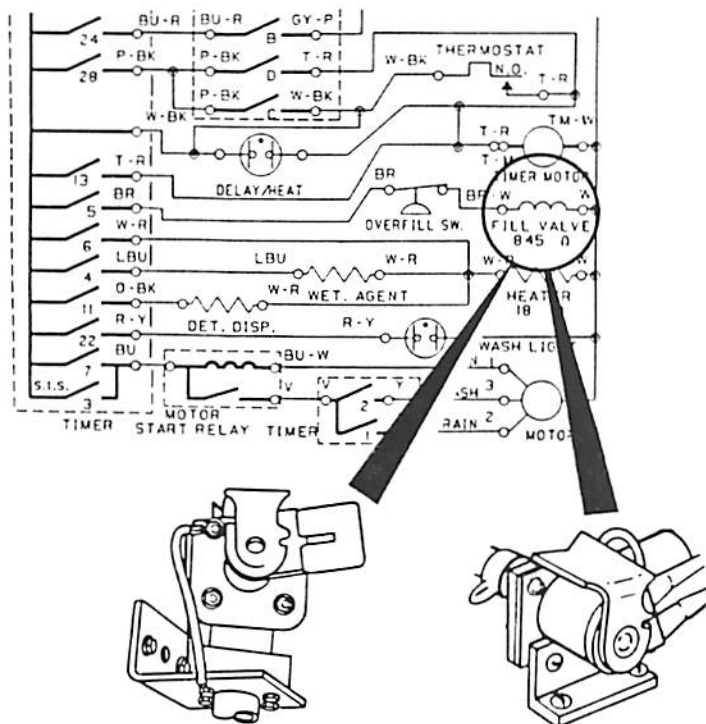 BU-R BU-R GY-P
24 B
P-BK P-BK T-R W-BK THERMOSTAT
28 D N.O.
P-BK W-BK T-R
C
W-BK TM-W
T-R
T-R DELAY/HEAT TIMER MOTOR
13 BR
BR BR-W W
5 OVERFILL SW. FILL VALVE
W-R 845 Ω
6
LBU LBU W-R W-R W
4 WET. AGENT HEATER
O-BK W-R 18
11 DET. DISP.
R-Y R-Y
22 WASH LIGHT
BU BU-W N 1
7
S.I.S. V V Y SH 3
3 2
MOTOR 1 RAIN 2
TIMER START RELAY TIMER MOTOR